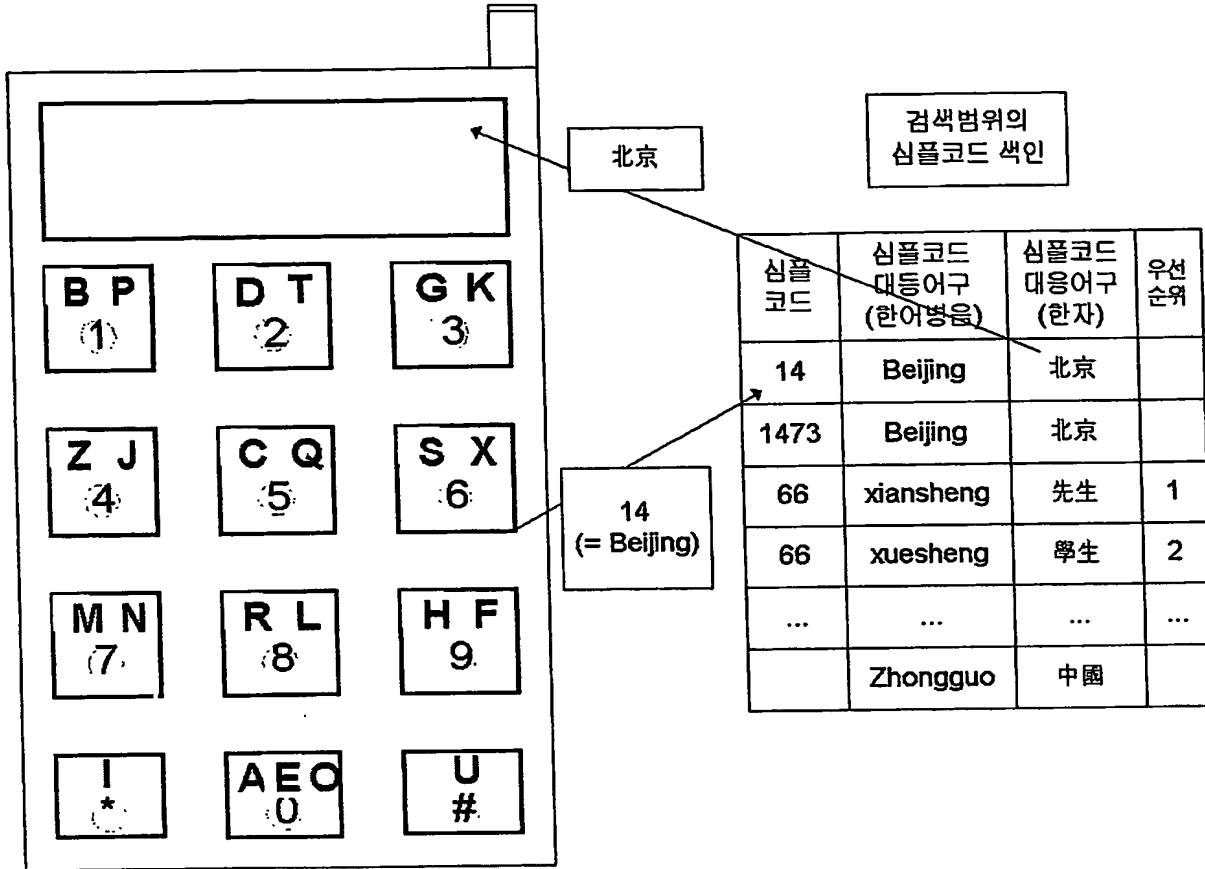 北京
검색범위의
심플코드 색인
B P
1
D T
2
G K
3
Z J
4
C Q
5
S X
6
M N
7
R L
8
H F
9
I
*
A E O
0
U
#
14
(= Beijing)
심플
코드
심플코드
대등어구
(한어병음)
심플코드
대응어구
(한자)
우선
순위
14 Beijing 北京
1473 Beijing 北京
66 xiansheng 先生 1
66 xuesheng 學生 2
... ... ... ...
Zhongguo 中國